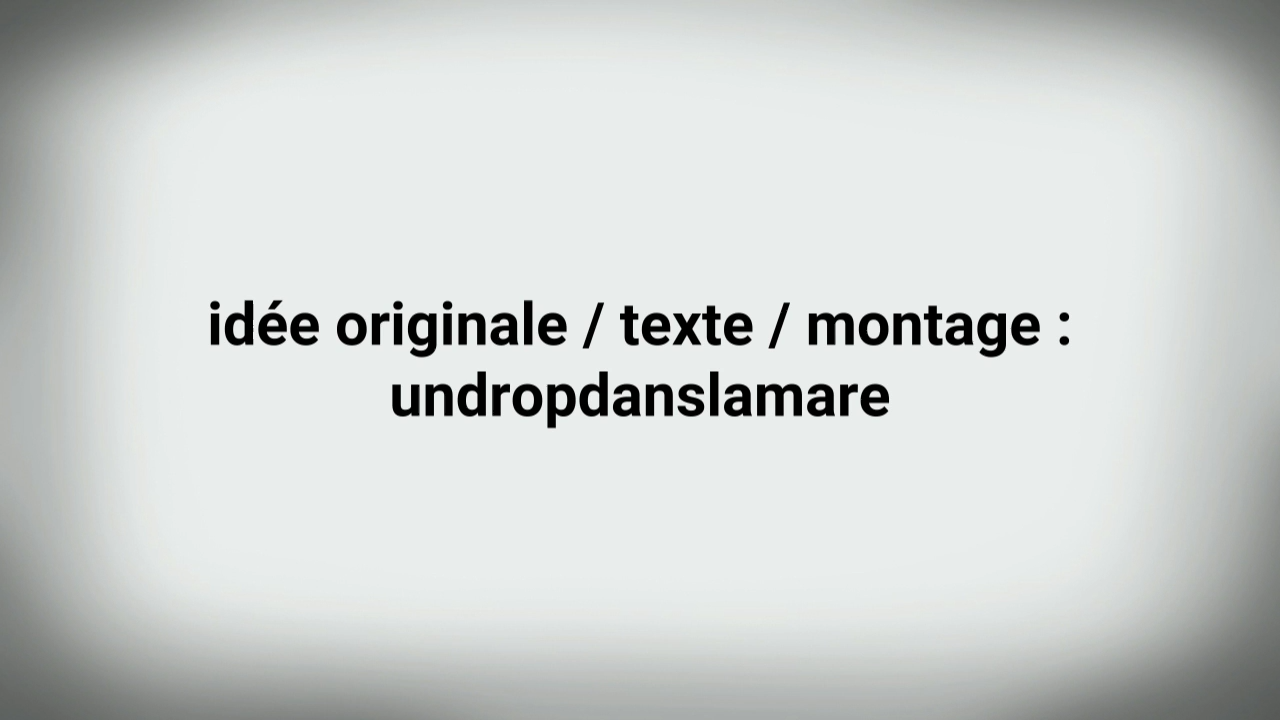 idée originale / texte / montage :
undropdanslamare